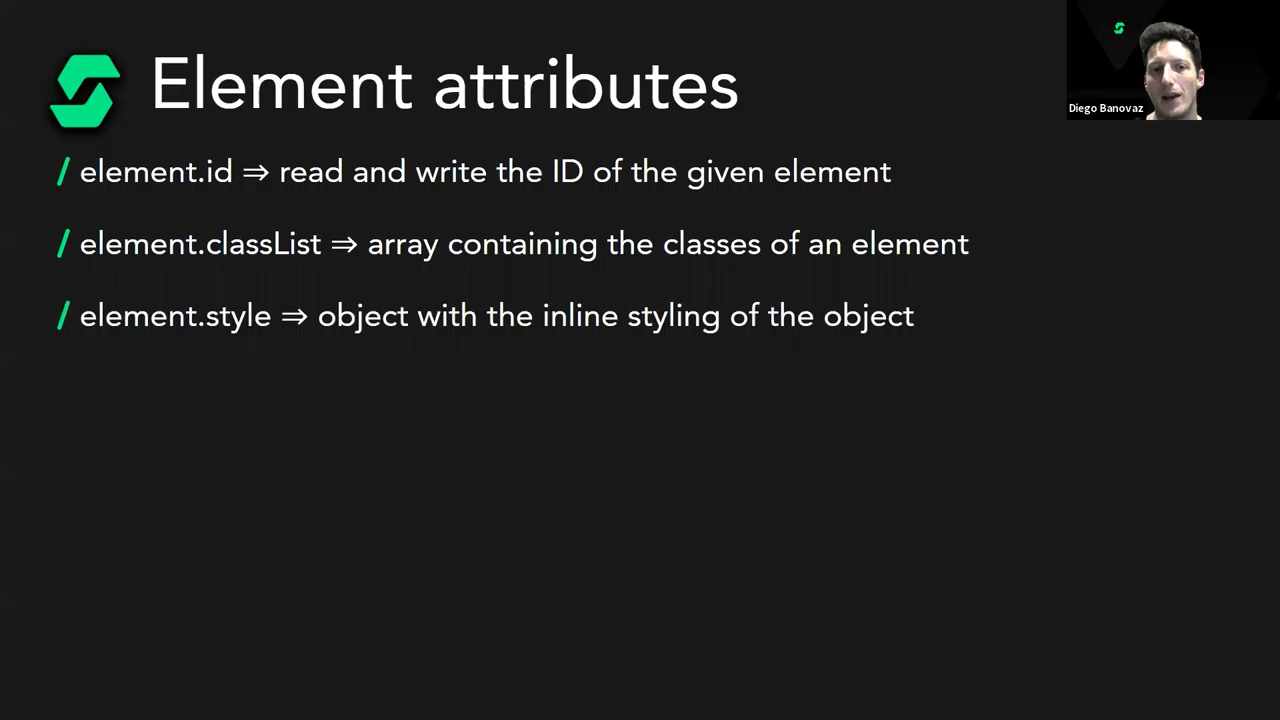 Element attributes
/ element.id ⇒ read and write the ID of the given element
/ element.classList ⇒ array containing the classes of an element
/ element.style ⇒ object with the inline styling of the object
Diego Banovaz